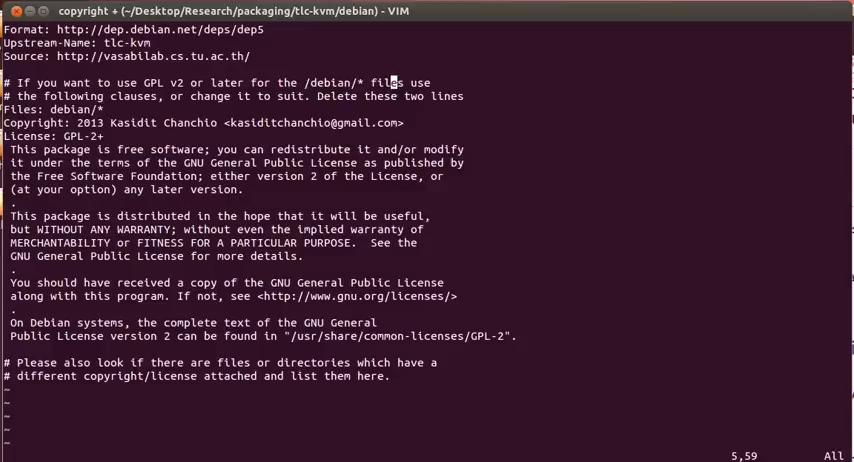 copyright + (~/Desktop/Research/packaging/tlc-kvm/debian) - VIM
Format: http://dep.debian.net/deps/dep5
Upstream-Name: tlc-kvm
Source: http://vasabilab.cs.tu.ac.th/
# If you want to use GPL v2 or later for the /debian/* files use
# the following clauses, or change it to suit. Delete these two lines
Files: debian/*
Copyright: 2013 Kasidit Chanchio <kasiditchanchio@gmail.com>
License: GPL-2+
This package is free software; you can redistribute it and/or modify
it under the terms of the GNU General Public License as published by
the Free Software Foundation; either version 2 of the License, or
(at your option) any later version.
.
This package is distributed in the hope that it will be useful,
but WITHOUT ANY WARRANTY; without even the implied warranty of
MERCHANTABILITY or FITNESS FOR A PARTICULAR PURPOSE.  See the
GNU General Public License for more details.
.
You should have received a copy of the GNU General Public License
along with this program. If not, see <http://www.gnu.org/licenses/>
.
On Debian systems, the complete text of the GNU General
Public License version 2 can be found in "/usr/share/common-licenses/GPL-2".
# Please also look if there are files or directories which have a
# different copyright/license attached and list them here.
~
~
~
~
~
5,59 All